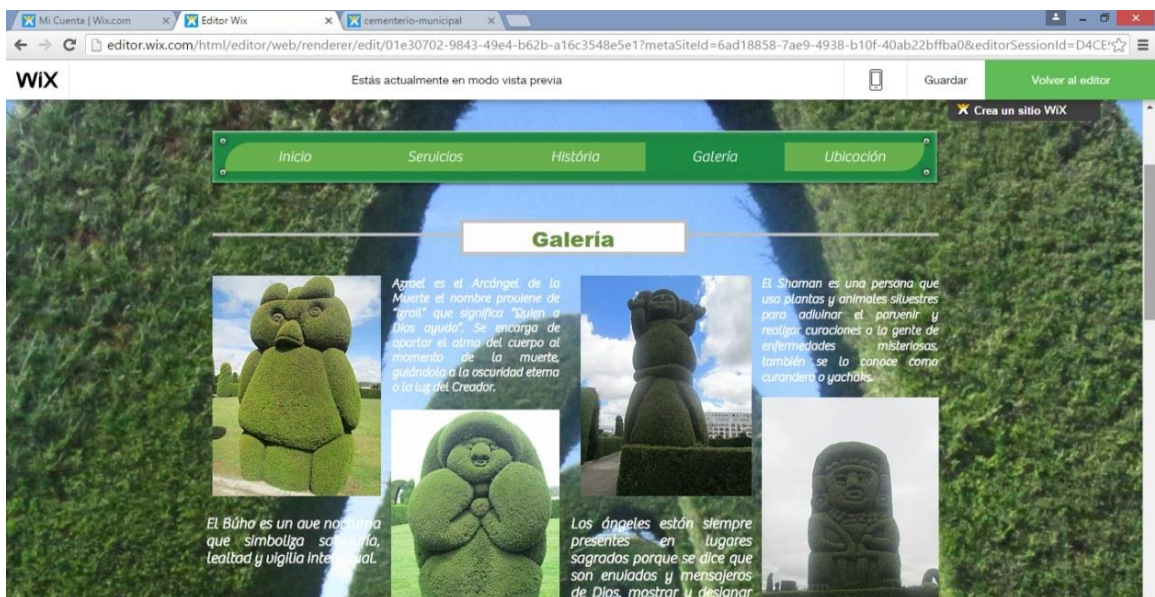 Mi Cuenta | Wix.com
Editor Wix
cementerio-municipal
editor.wix.com/html/editor/web/renderer/edit/01e30702-9843-49e4-b62b-a16c3548e5e1?metaSiteId=6ad18858-7ae9-4938-b10f-40ab22bffba0&editorSessionId=D4CE
WiX
Estás actualmente en modo vista previa
Guardar
Volver al editor
Crea un sitio WiX
Inicio
Servicios
História
Galería
Ubicación
Galería
Azrael es el Arcángel de la
Muerte el nombre proviene de
"Izrail" que significa "Quien a
Dios ayuda". Se encarga de
apartar el alma del cuerpo al
momento de la muerte,
guiándola a la oscuridad eterna
o la luz del Creador.
El Shaman es una persona que
usa plantas y animales silvestres
para adivinar el porvenir y
realizar curaciones a la gente de
enfermedades misteriosas,
también se lo conoce como
curandero o yachaks.
El Búho es un ave nocturna
que simboliza sabiduría,
lealtad y vigilia
Los ángeles están siempre
presentes en lugares
sagrados porque se dice que
son enviados y mensajeros
de Dios, mostrar y designar